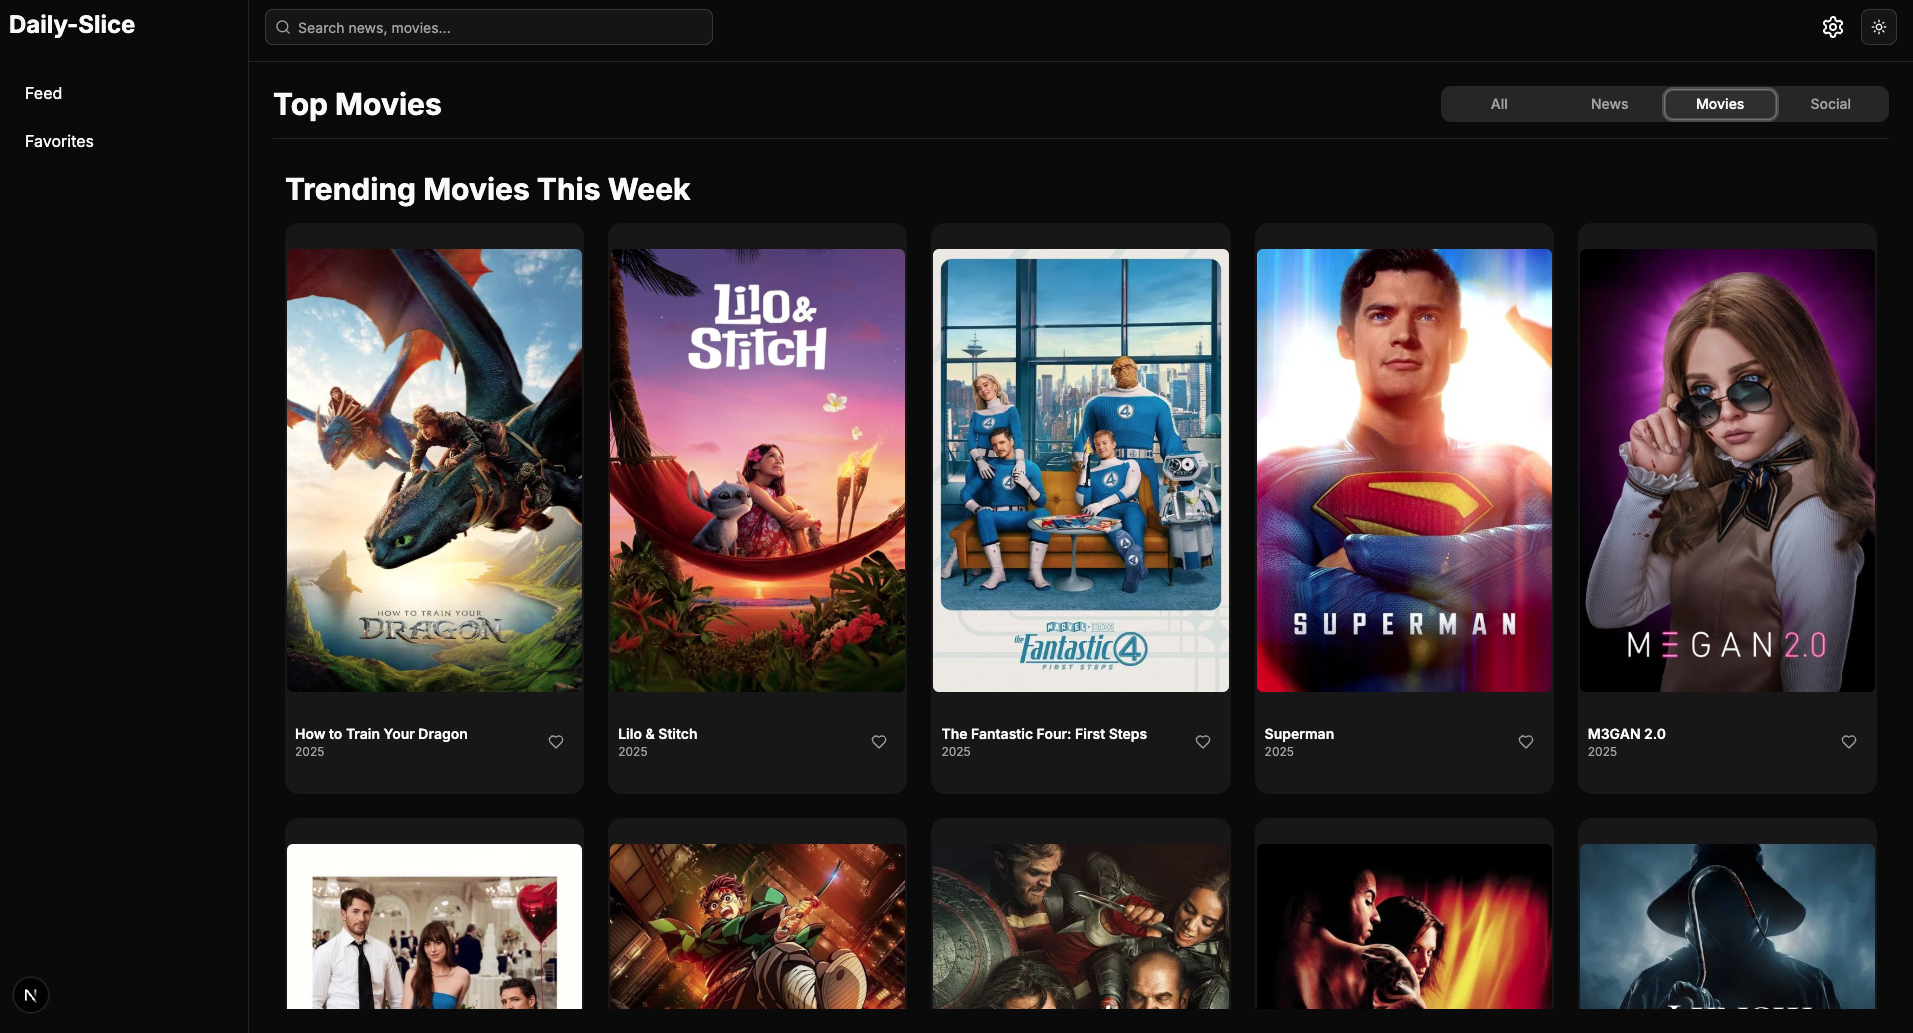 Daily-Slice
Search news, movies...
Feed
Favorites
Top Movies
All
News
Movies
Social
Trending Movies This Week
LiLO &
STiTCH
HOW TO TRAIN YOUR
DRAGON
MARVEL STUDIOS
the Fantastic 4
FIRST STEPS
SUPERMAN
MΞGAN 2.0
How to Train Your Dragon
2025
Lilo & Stitch
2025
The Fantastic Four: First Steps
2025
Superman
2025
M3GAN 2.0
2025
N